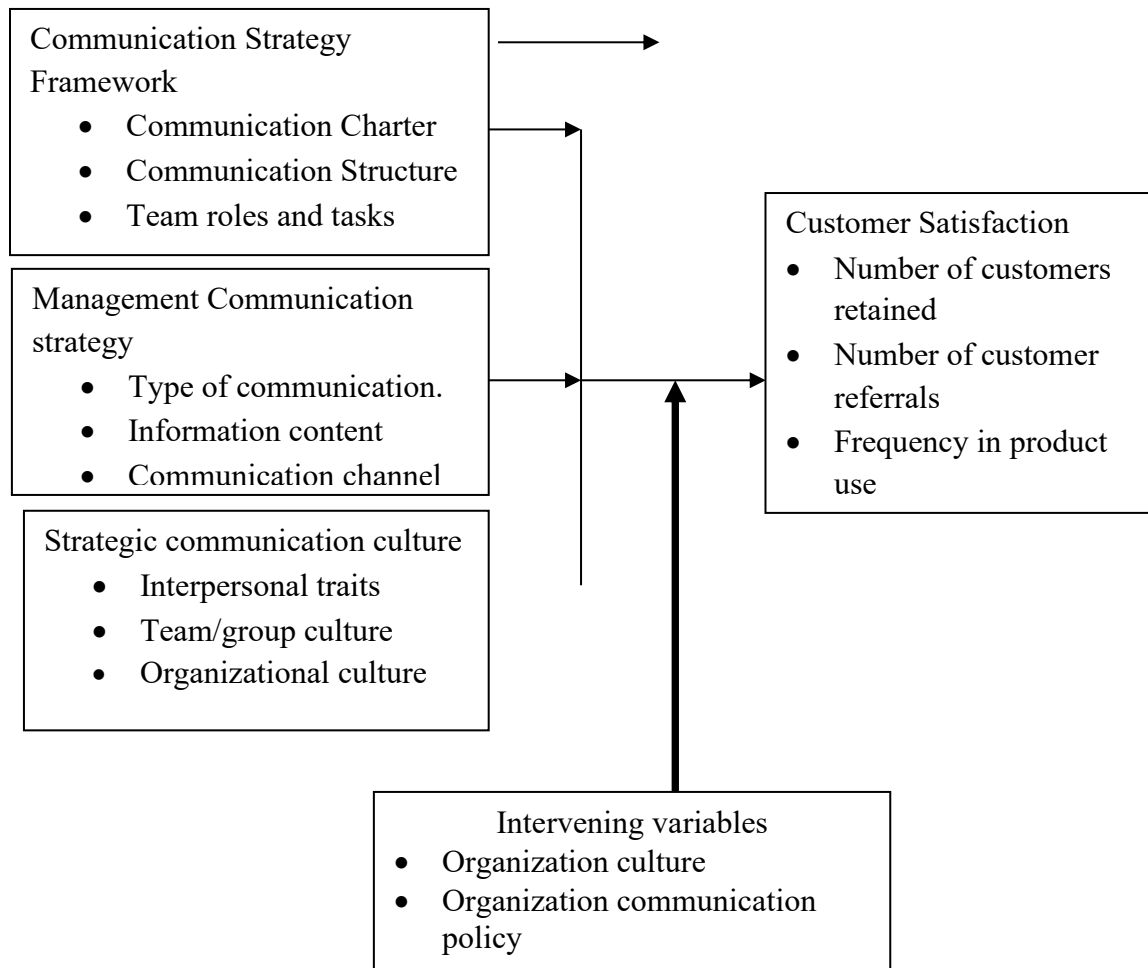 Communication Strategy
Framework
• Communication Charter
• Communication Structure
• Team roles and tasks
Management Communication
strategy
• Type of communication.
• Information content
• Communication channel
Strategic communication culture
• Interpersonal traits
• Team/group culture
• Organizational culture
Customer Satisfaction
• Number of customers
retained
• Number of customer
referrals
• Frequency in product
use
Intervening variables
• Organization culture
• Organization communication
policy